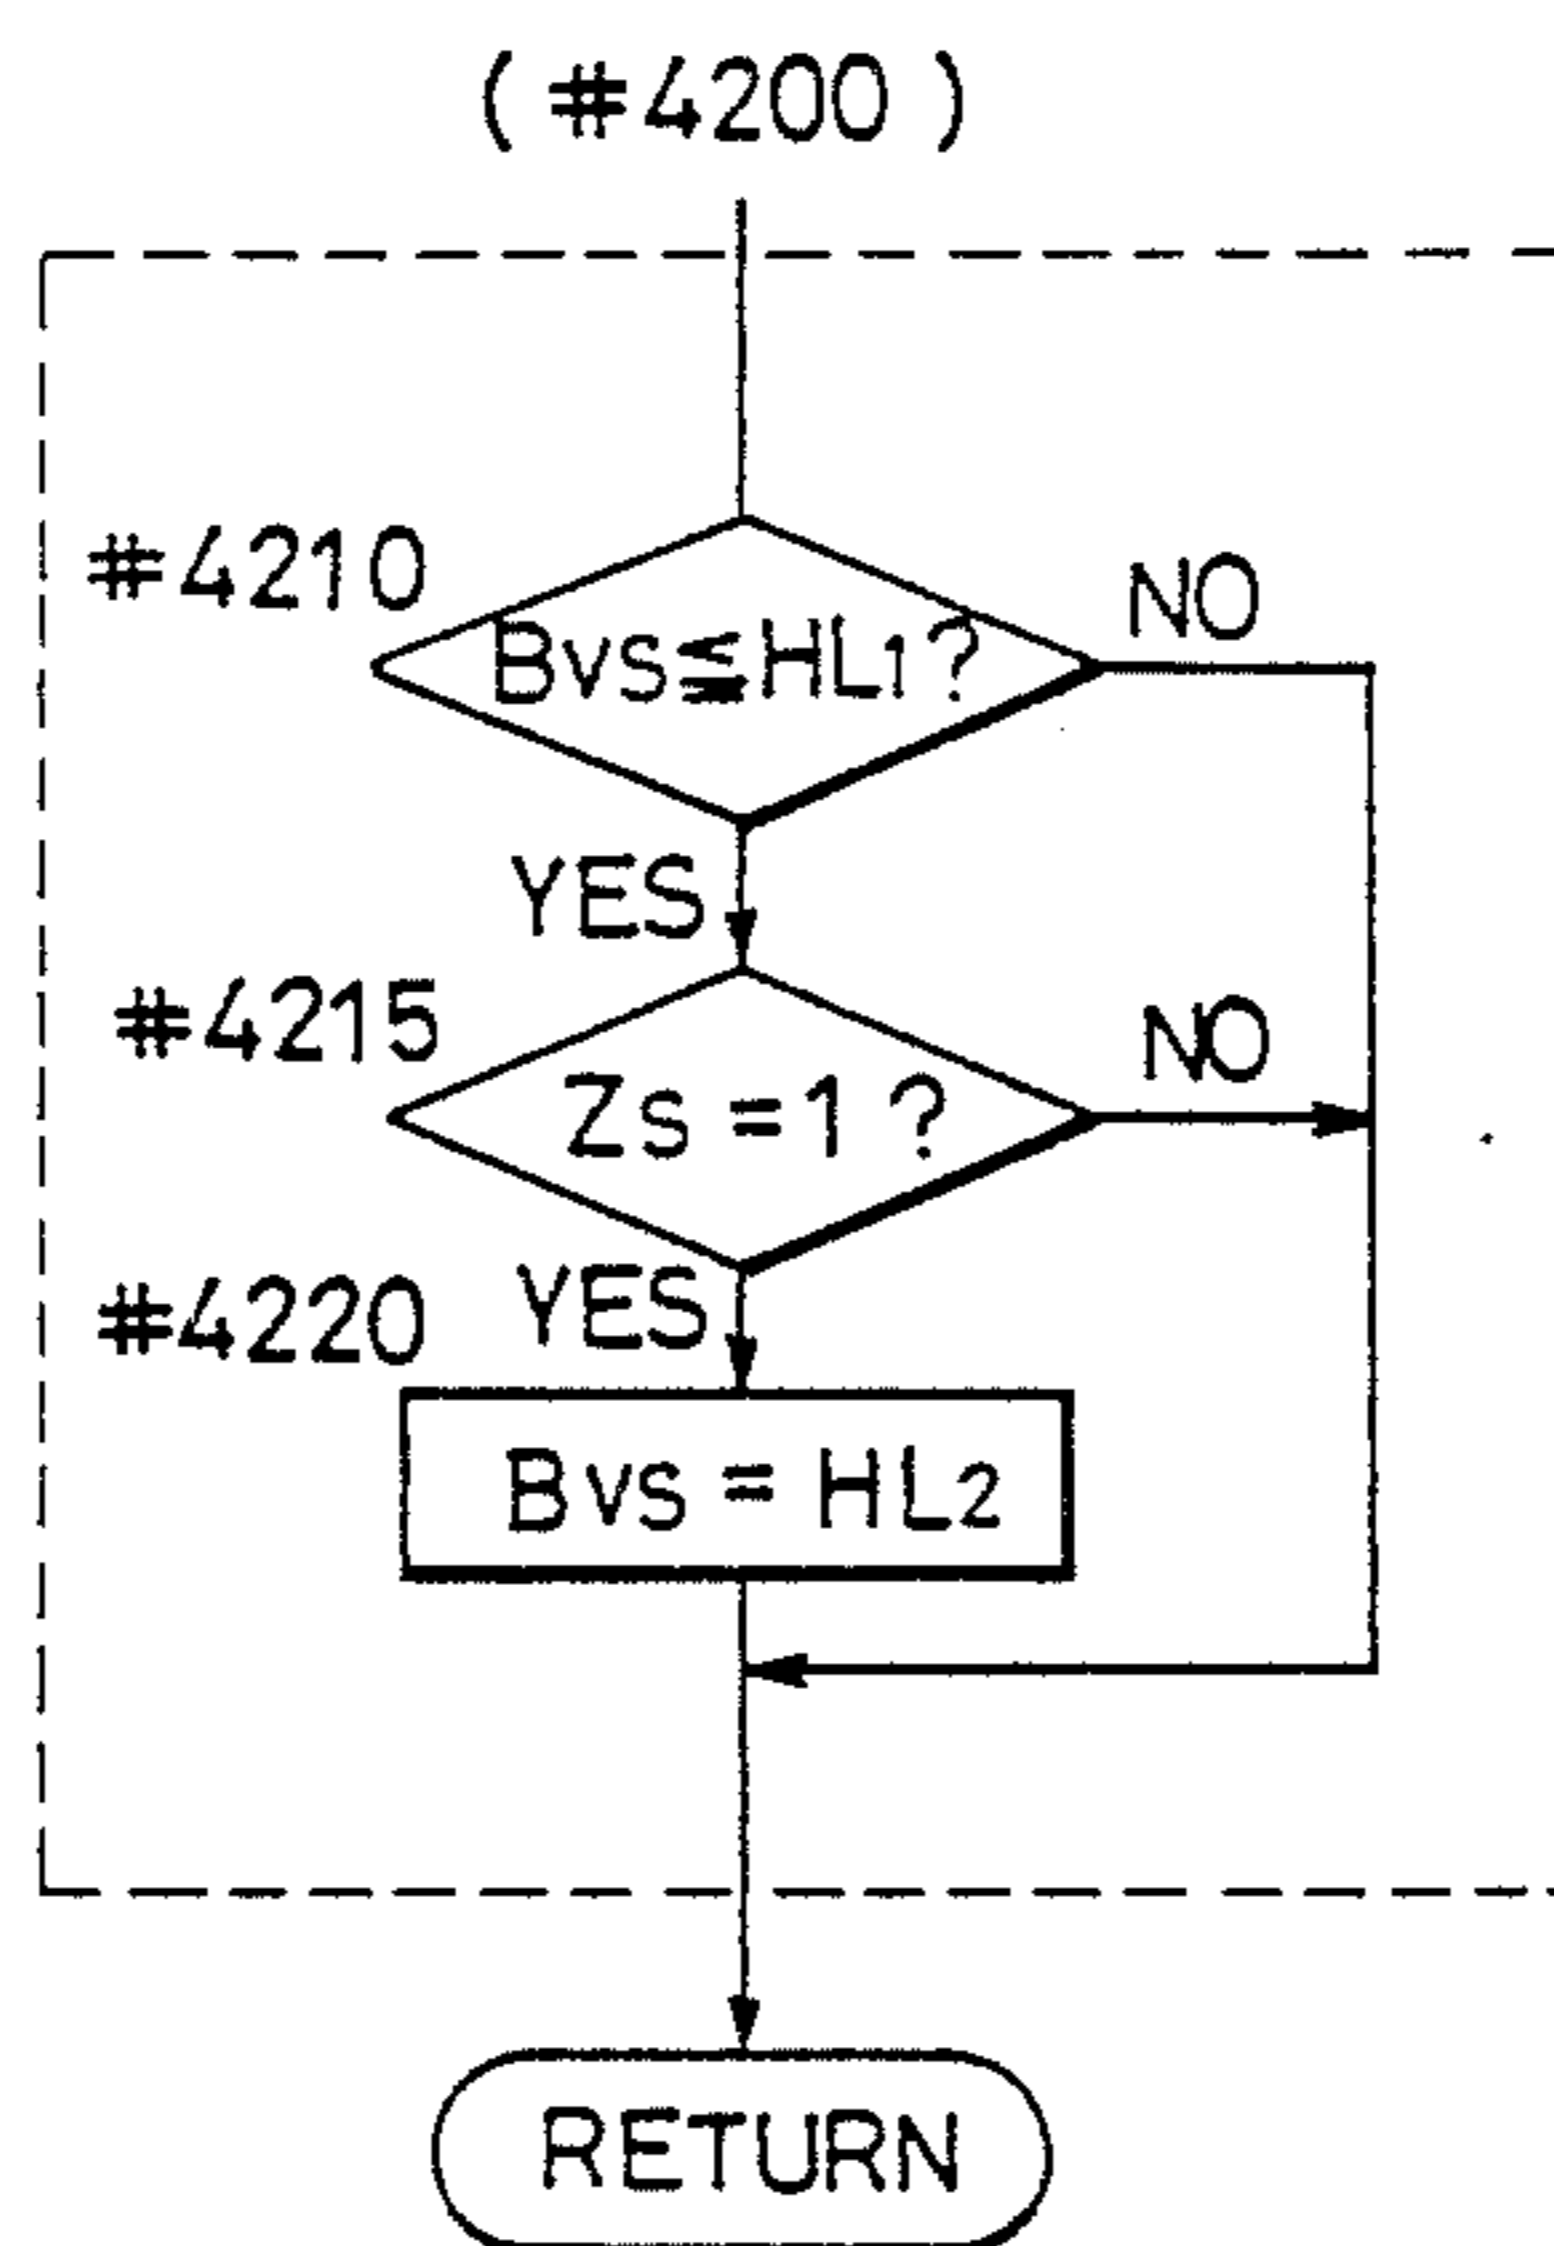 ( #4200 )
#4210
Bvs≦HL1?
NO
YES
#4215
Zs=1?
NO
#4220
YES
Bvs = HL2
RETURN